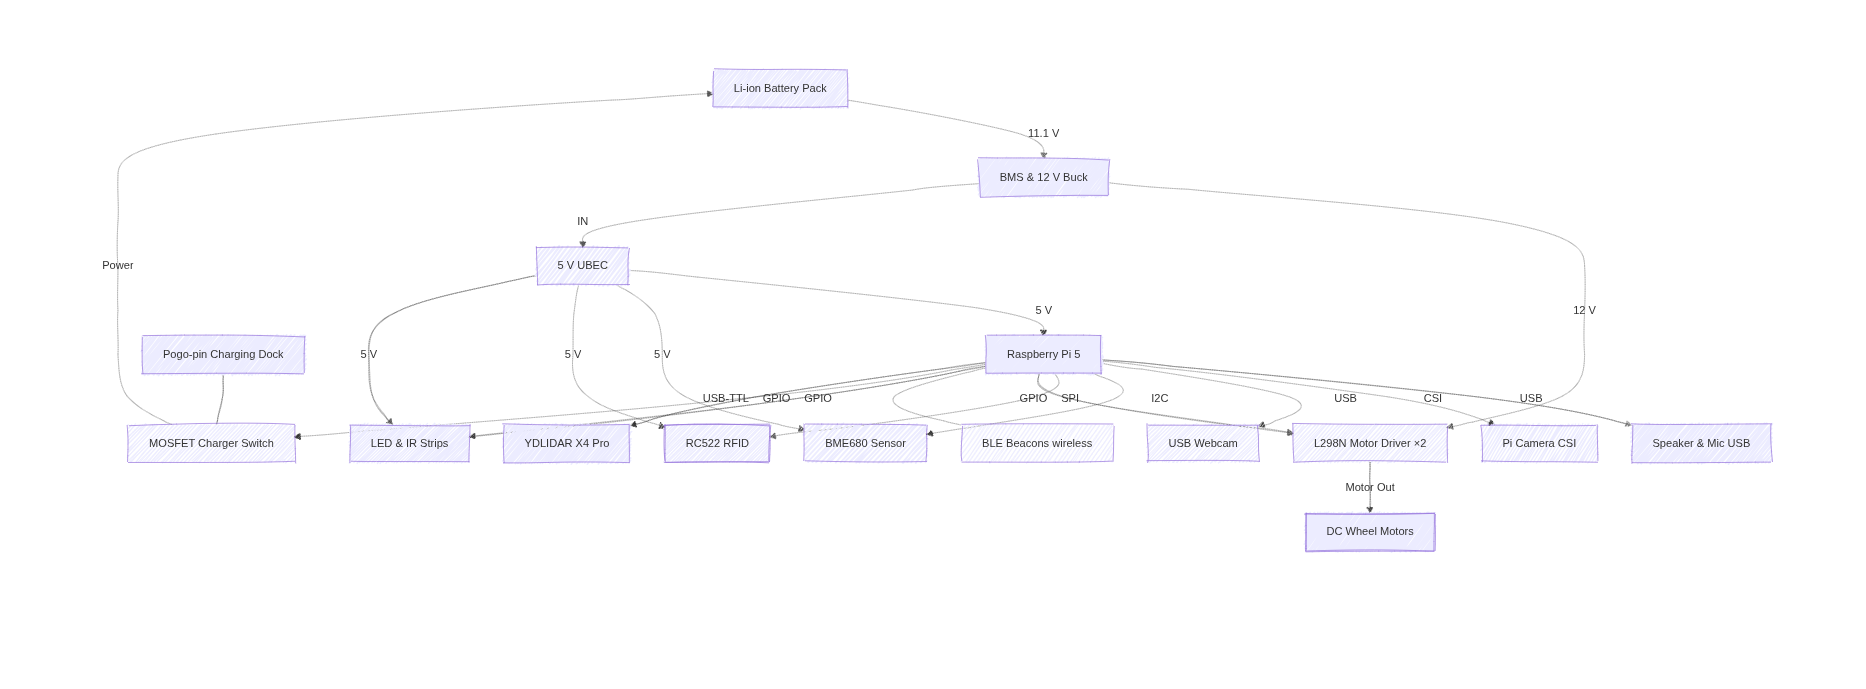 Li-ion Battery Pack
11.1 V
BMS & 12 V Buck
IN
5 V UBEC
Power
5 V
12 V
Pogo-pin Charging Dock
5 V
5 V
5 V
Raspberry Pi 5
USB-TTL
GPIO
GPIO
GPIO
SPI
I2C
USB
CSI
USB
MOSFET Charger Switch
LED & IR Strips
YDLIDAR X4 Pro
RC522 RFID
BME680 Sensor
BLE Beacons wireless
USB Webcam
L298N Motor Driver ×2
Pi Camera CSI
Speaker & Mic USB
Motor Out
DC Wheel Motors